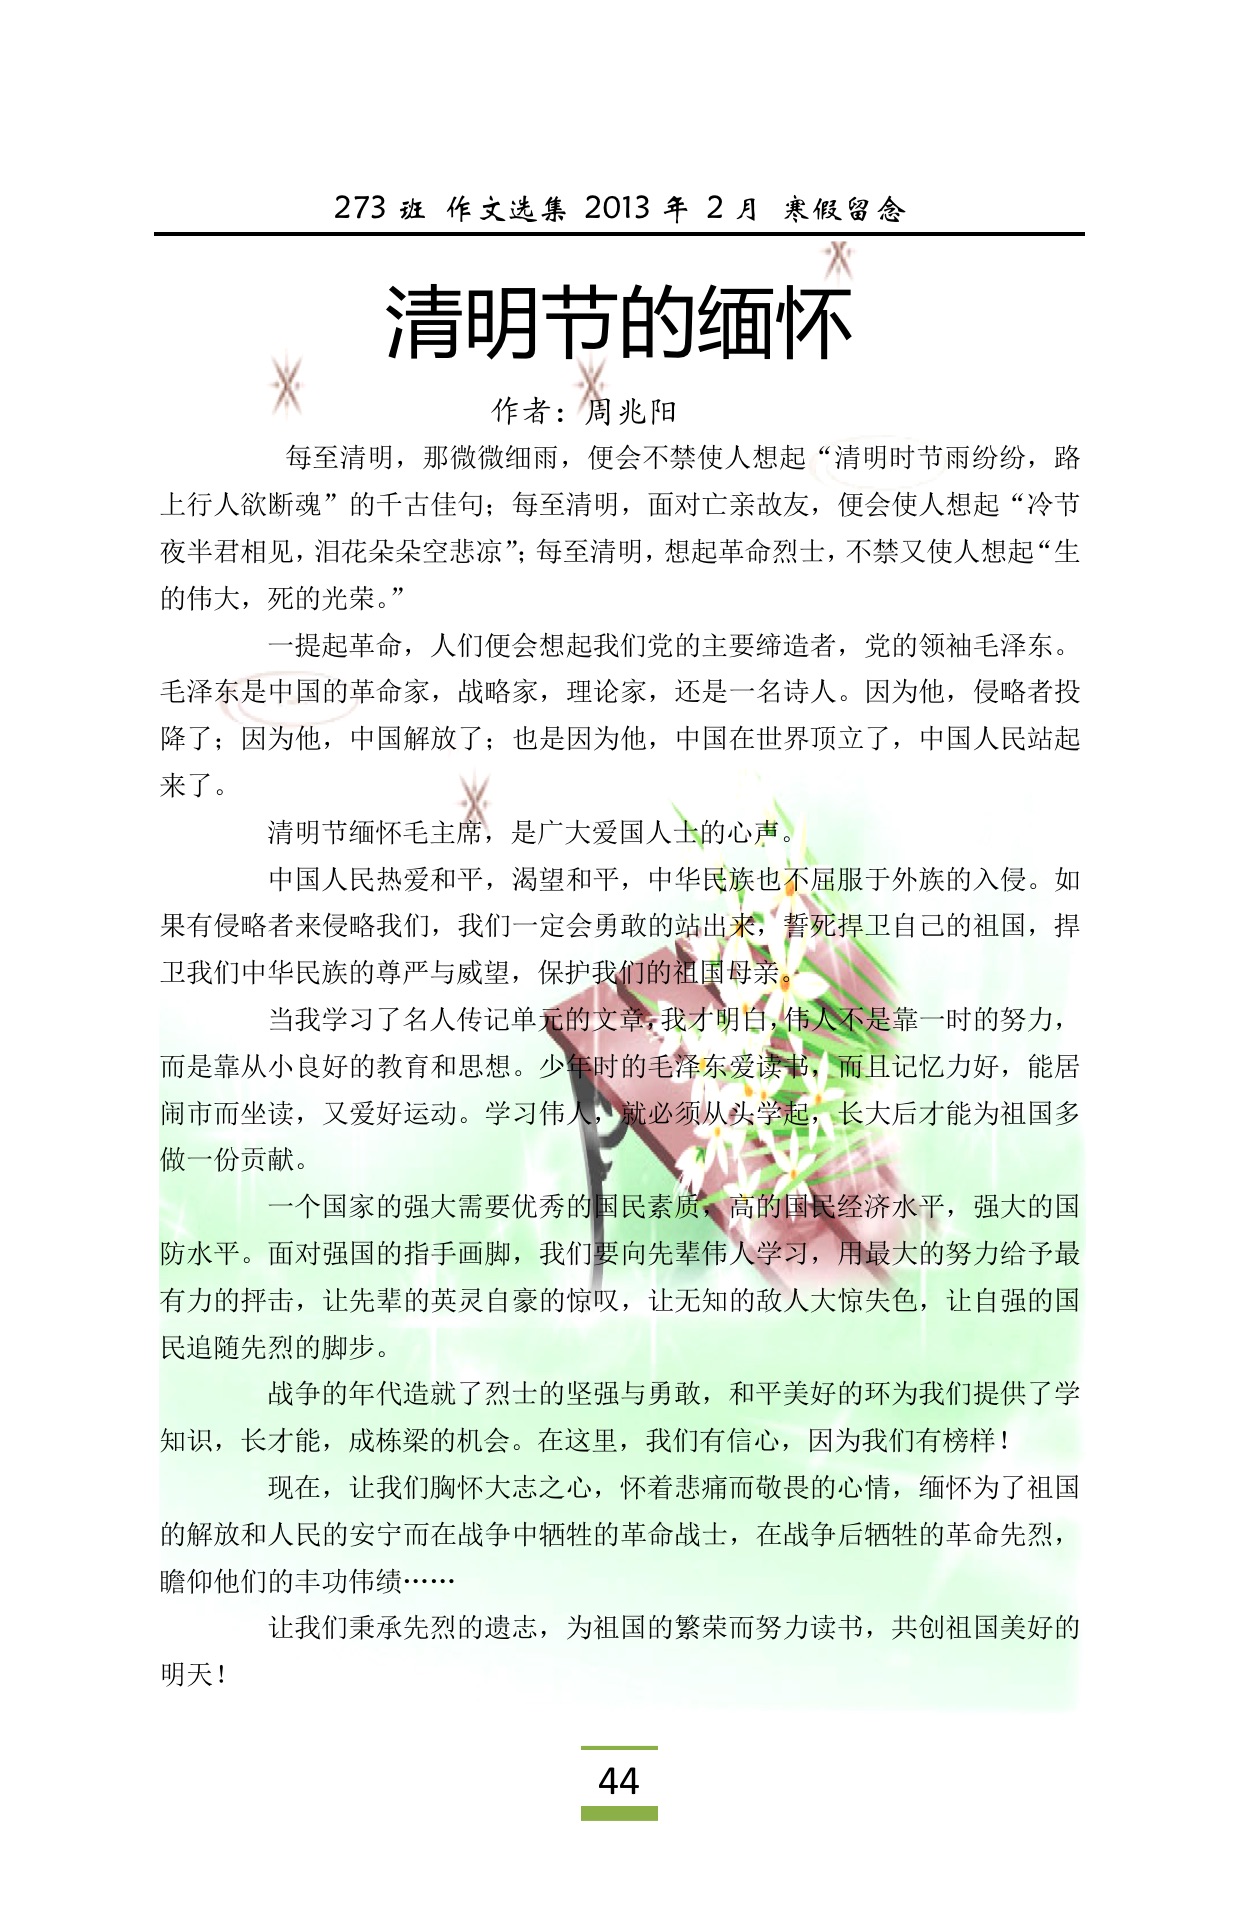 273 班 作文选集 2013 年 2 月 寒假留念
清明节的缅怀
作者：周兆阳
每至清明，那微微细雨，便会不禁使人想起“清明时节雨纷纷，路
上行人欲断魂”的千古佳句；每至清明，面对亡亲故友，便会使人想起“冷节
夜半君相见，泪花朵朵空悲凉”；每至清明，想起革命烈士，不禁又使人想起“生
的伟大，死的光荣。”
一提起革命，人们便会想起我们党的主要缔造者，党的领袖毛泽东。
毛泽东是中国的革命家，战略家，理论家，还是一名诗人。因为他，侵略者投
降了；因为他，中国解放了；也是因为他，中国在世界顶立了，中国人民站起
来了。
清明节缅怀毛主席，是广大爱国人士的心声。
中国人民热爱和平，渴望和平，中华民族也不屈服于外族的入侵。如
果有侵略者来侵略我们，我们一定会勇敢的站出来，誓死捍卫自己的祖国，捍
卫我们中华民族的尊严与威望，保护我们的祖国母亲。
当我学习了名人传记单元的文章，我才明白，伟人不是靠一时的努力，
而是靠从小良好的教育和思想。少年时的毛泽东爱读书，而且记忆力好，能居
闹市而坐读，又爱好运动。学习伟人，就必须从头学起，长大后才能为祖国多
做一份贡献。
一个国家的强大需要优秀的国民素质，高的国民经济水平，强大的国
防水平。面对强国的指手画脚，我们要向先辈伟人学习，用最大的努力给予最
有力的抨击，让先辈的英灵自豪的惊叹，让无知的敌人大惊失色，让自强的国
民追随先烈的脚步。
战争的年代造就了烈士的坚强与勇敢，和平美好的环为我们提供了学
知识，长才能，成栋梁的机会。在这里，我们有信心，因为我们有榜样！
现在，让我们胸怀大志之心，怀着悲痛而敬畏的心情，缅怀为了祖国
的解放和人民的安宁而在战争中牺牲的革命战士，在战争后牺牲的革命先烈，
瞻仰他们的丰功伟绩……
让我们秉承先烈的遗志，为祖国的繁荣而努力读书，共创祖国美好的
明天！
44